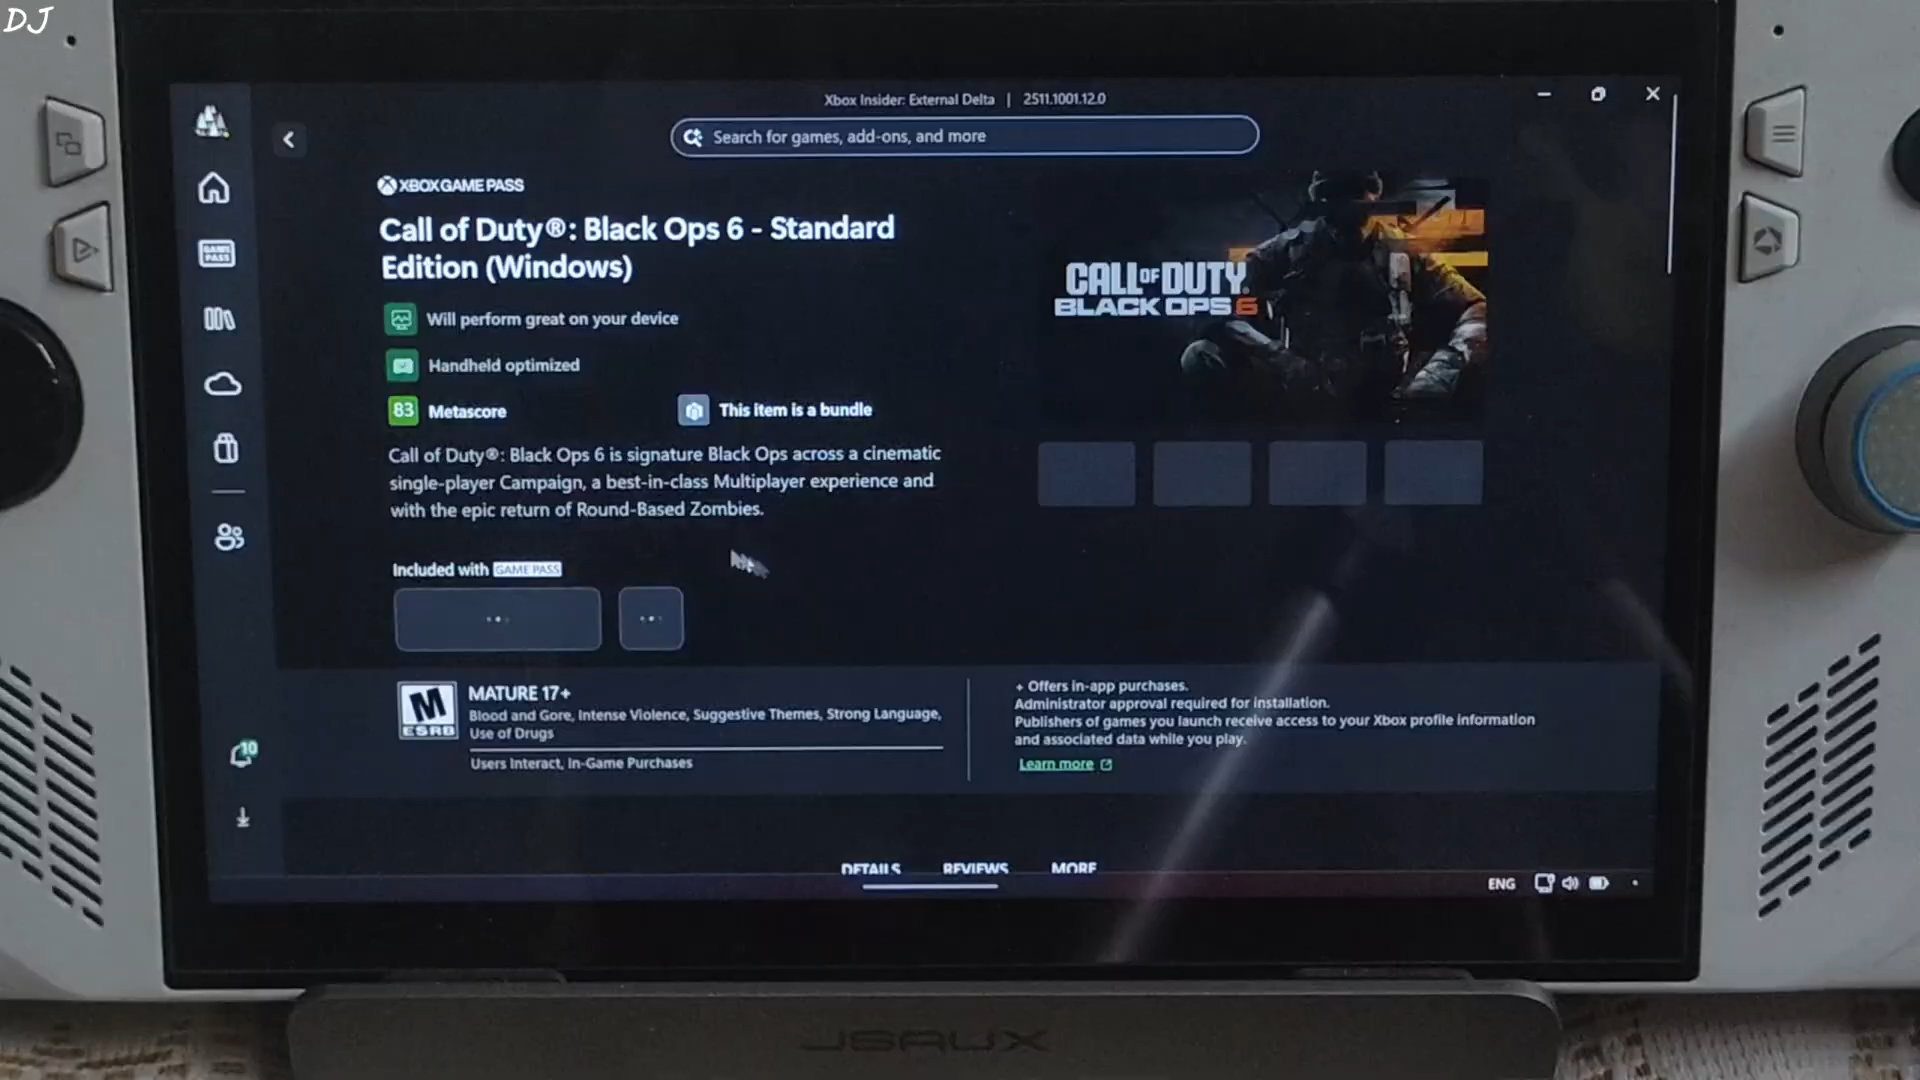 DJ
Xbox Insider: External Delta | 2511.1001.12.0
Search for games, add-ons, and more
XBOX GAME PASS
Call of Duty®: Black Ops 6 - Standard
Edition (Windows)
Will perform great on your device
Handheld optimized
83 Metascore
This item is a bundle
Call of Duty®: Black Ops 6 is signature Black Ops across a cinematic
single-player Campaign, a best-in-class Multiplayer experience and
with the epic return of Round-Based Zombies.
Included with GAME PASS
CALL OF DUTY
BLACK OPS 6
GAME PASS
M
ESRB
MATURE 17+
Blood and Gore, Intense Violence, Suggestive Themes, Strong Language,
Use of Drugs
Users Interact, In-Game Purchases
+ Offers in-app purchases.
Administrator approval required for installation.
Publishers of games you launch receive access to your Xbox profile information
and associated data while you play.
Learn more
10
DETAILS REVIEWS MORE
ENG
JSAUX